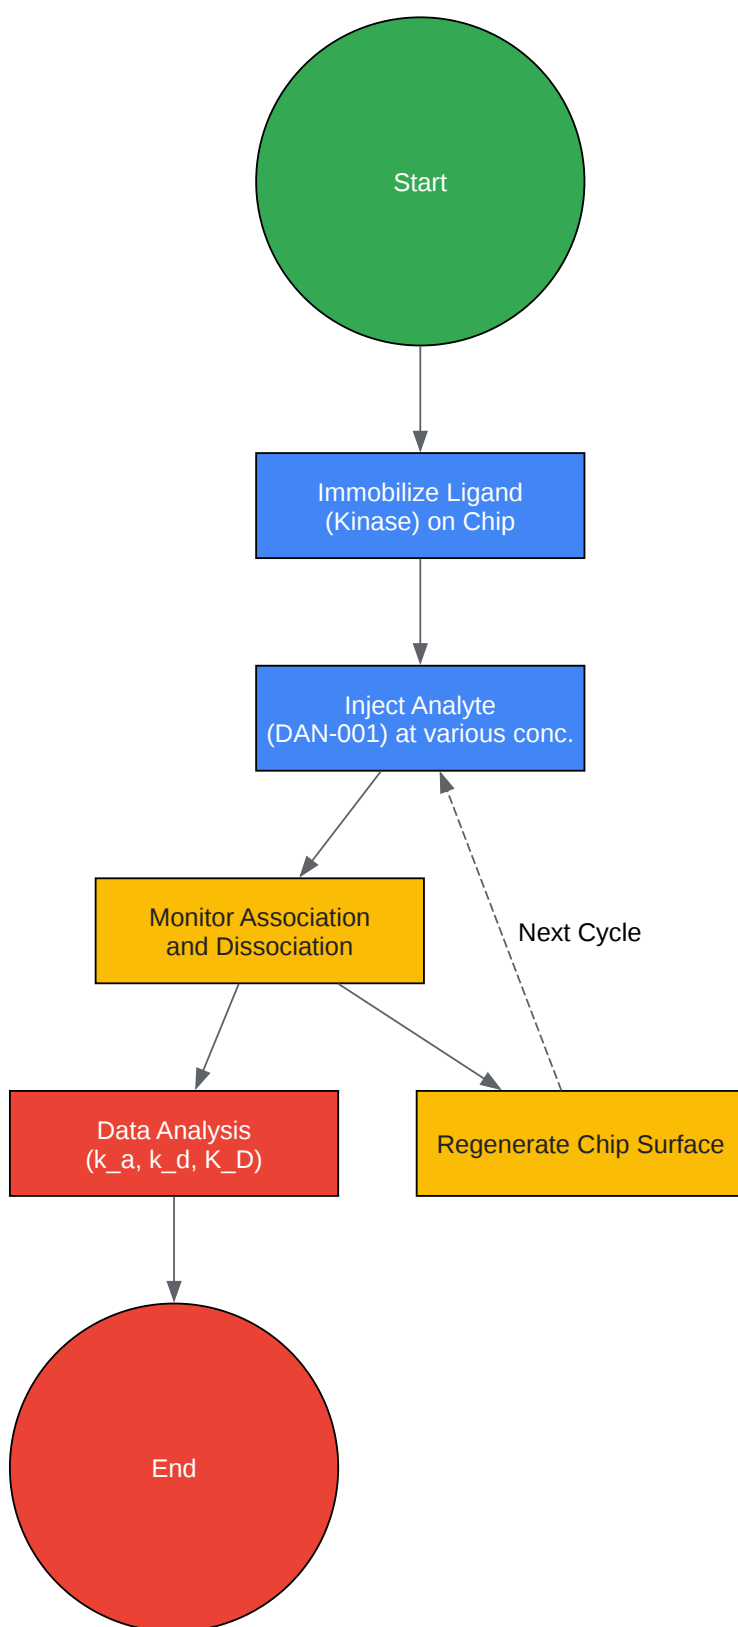 Start
Immobilize Ligand
(Kinase) on Chip
Inject Analyte
(DAN-001) at various conc.
Monitor Association
and Dissociation
Next Cycle
Data Analysis
(k_a, k_d, K_D)
Regenerate Chip Surface
End